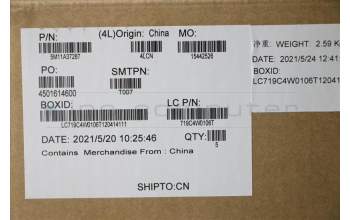 P/N: (4L)Origin: China MO:
5M11A37287 4LCN 15442526
PO: SMTPN:
4501614600 T007
BOXID: LC P/N:
LC719C4W0106T120414111 719C4W0106T
DATE: 2021/5/20 10:25:46 QTY:
5
Contains Merchandise From : China
SHIPTO:CN
净重: WEIGHT: 2.59 K
DATE: 2021/5/24 12:41
BOXID:
LC719C4W0106T12041